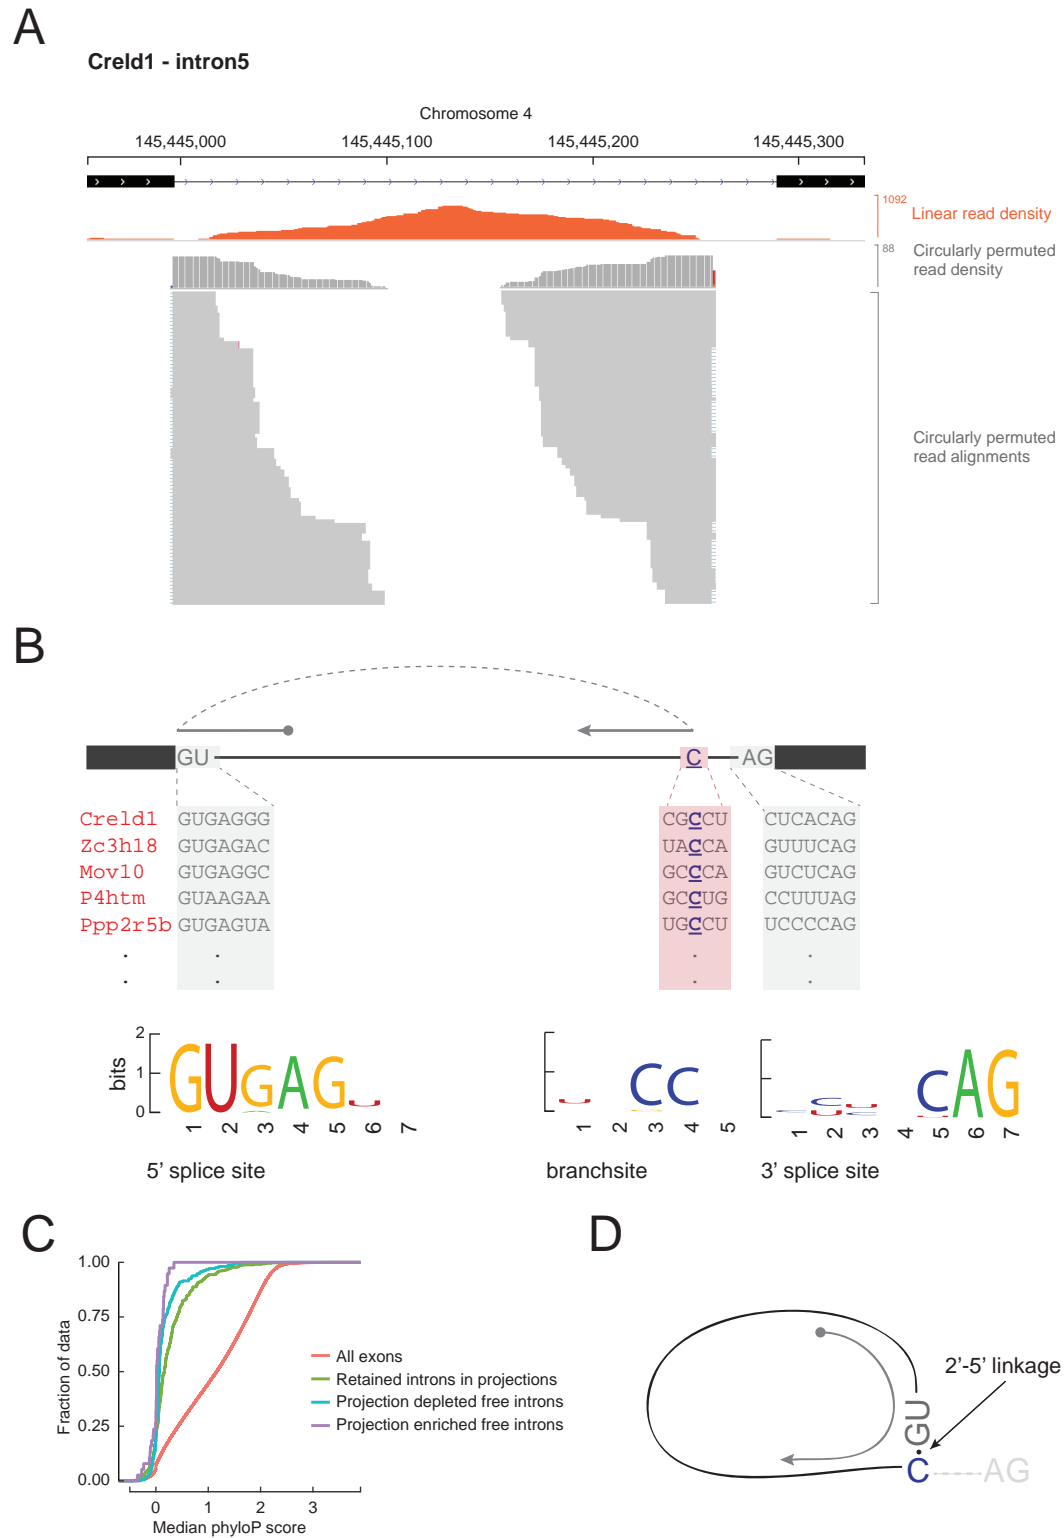 A
Creld1 - intron5
Chromosome 4
145,445,000 145,445,100 145,445,200 145,445,300
1092
Linear read density
88
Circularly permuted
read density
Circularly permuted
read alignments
B
GU C AG
Creld1 GUGAGGG CGCCU CUCACAG
Zc3h18 GUGAGAC UACCA GUUUCAG
Mov10 GUGAGGC GCCCA GUCUCAG
P4htm GUAAGAA GCCUG CCUUUAG
Ppp2r5b GUGAGUA UGCCU UCCCCAG
2
1
0
bits
GUGAGU
U CC
C C U C A G
U C
1 2 3 4 5 6 7
1 2 3 4 5
1 2 3 4 5 6 7
5' splice site
branchsite
3' splice site
C
1.00
0.75
0.50
0.25
0.00
Fraction of data
0 1 2 3
Median phyloP score
All exons
Retained introns in projections
Projection depleted free introns
Projection enriched free introns
D
2'-5' linkage
GU
C AG